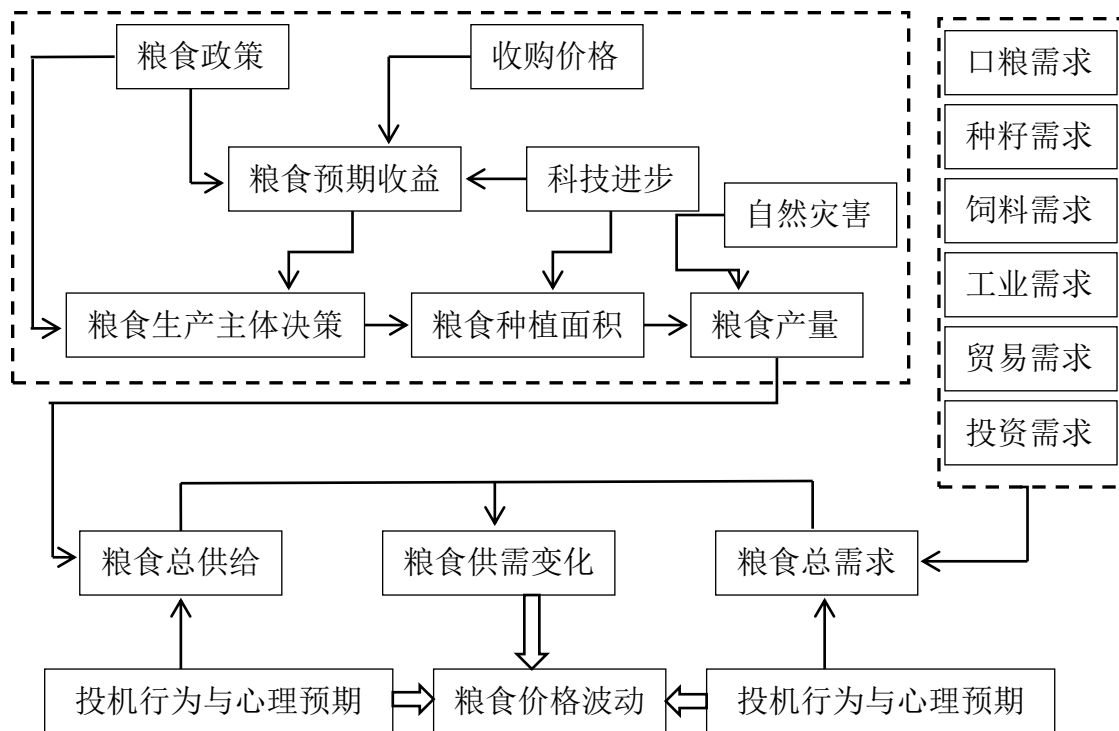 粮食政策
收购价格
粮食预期收益
科技进步
自然灾害
粮食生产主体决策
粮食种植面积
粮食产量
口粮需求
种籽需求
饲料需求
工业需求
贸易需求
投资需求
粮食总供给
粮食供需变化
粮食总需求
投机行为与心理预期
粮食价格波动
投机行为与心理预期